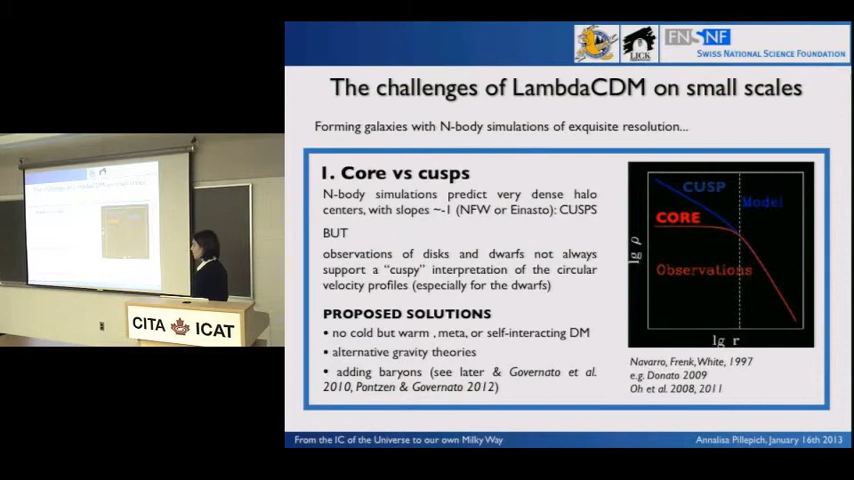 LICK
FNSNF
SWISS NATIONAL SCIENCE FOUNDATION
The challenges of LambdaCDM on small scales
Forming galaxies with N-body simulations of exquisite resolution...
1. Core vs cusps
N-body simulations predict very dense halo
centers, with slopes ~-1 (NFW or Einasto): CUSPS
BUT
observations of disks and dwarfs not always
support a “cuspy” interpretation of the circular
velocity profiles (especially for the dwarfs)
PROPOSED SOLUTIONS
• no cold but warm , meta, or self-interacting DM
• alternative gravity theories
• adding baryons (see later & Governato et al.
2010, Pontzen & Governato 2012)
CUSP
Model
CORE
Observations
lg ρ
lg r
Navarro, Frenk, White, 1997
e.g. Donato 2009
Oh et al. 2008, 2011
CITA ICAT
From the IC of the Universe to our own Milky Way
Annalisa Pillepich, January 16th 2013